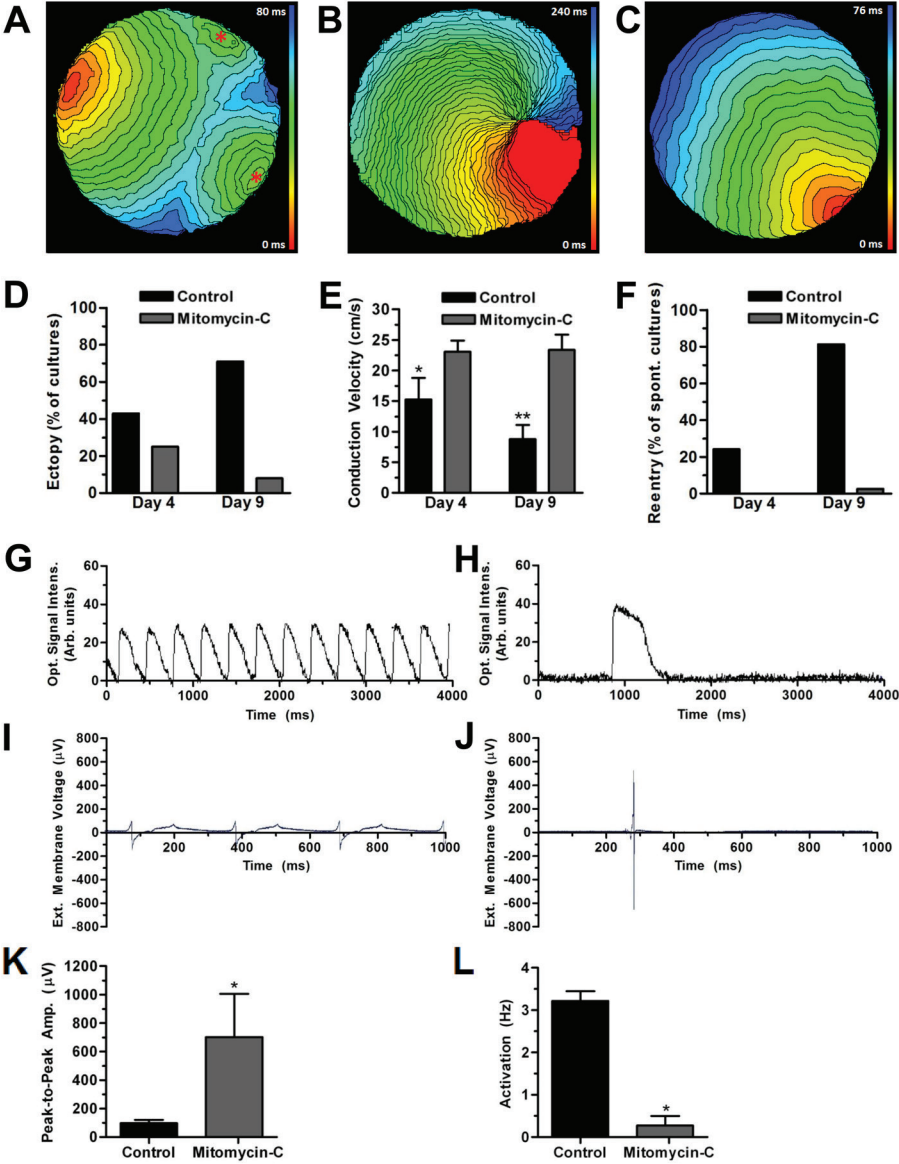 A
80 ms
*
*
0 ms
B
240 ms
0 ms
C
76 ms
0 ms
D
Control
Mitomycin-C
Ectopy (% of cultures)
100
80
60
40
20
0
Day 4
Day 9
E
Control
Mitomycin-C
Conduction Velocity (cm/s)
30
25
20
15
10
5
0
*
**
Day 4
Day 9
F
Control
Mitomycin-C
Reentry (% of spont. cultures)
100
80
60
40
20
0
Day 4
Day 9
G
Opt. Signal Intens.
(Arb. units)
60
40
20
0
0 1000 2000 3000 4000
Time (ms)
H
Opt. Signal Intens.
(Arb. units)
60
40
20
0
0 1000 2000 3000 4000
Time (ms)
I
Ext. Membrane Voltage (µV)
800
600
400
200
0
-200
-400
-600
-800
200 400 600 800 1000
Time (ms)
J
Ext. Membrane Voltage (µV)
800
600
400
200
0
-200
-400
-600
-800
200 400 600 800 1000
Time (ms)
K
Peak-to-Peak Amp. (µV)
1200
1000
800
600
400
200
0
*
Control
Mitomycin-C
L
Activation (Hz)
4
3
2
1
0
*
Control
Mitomycin-C